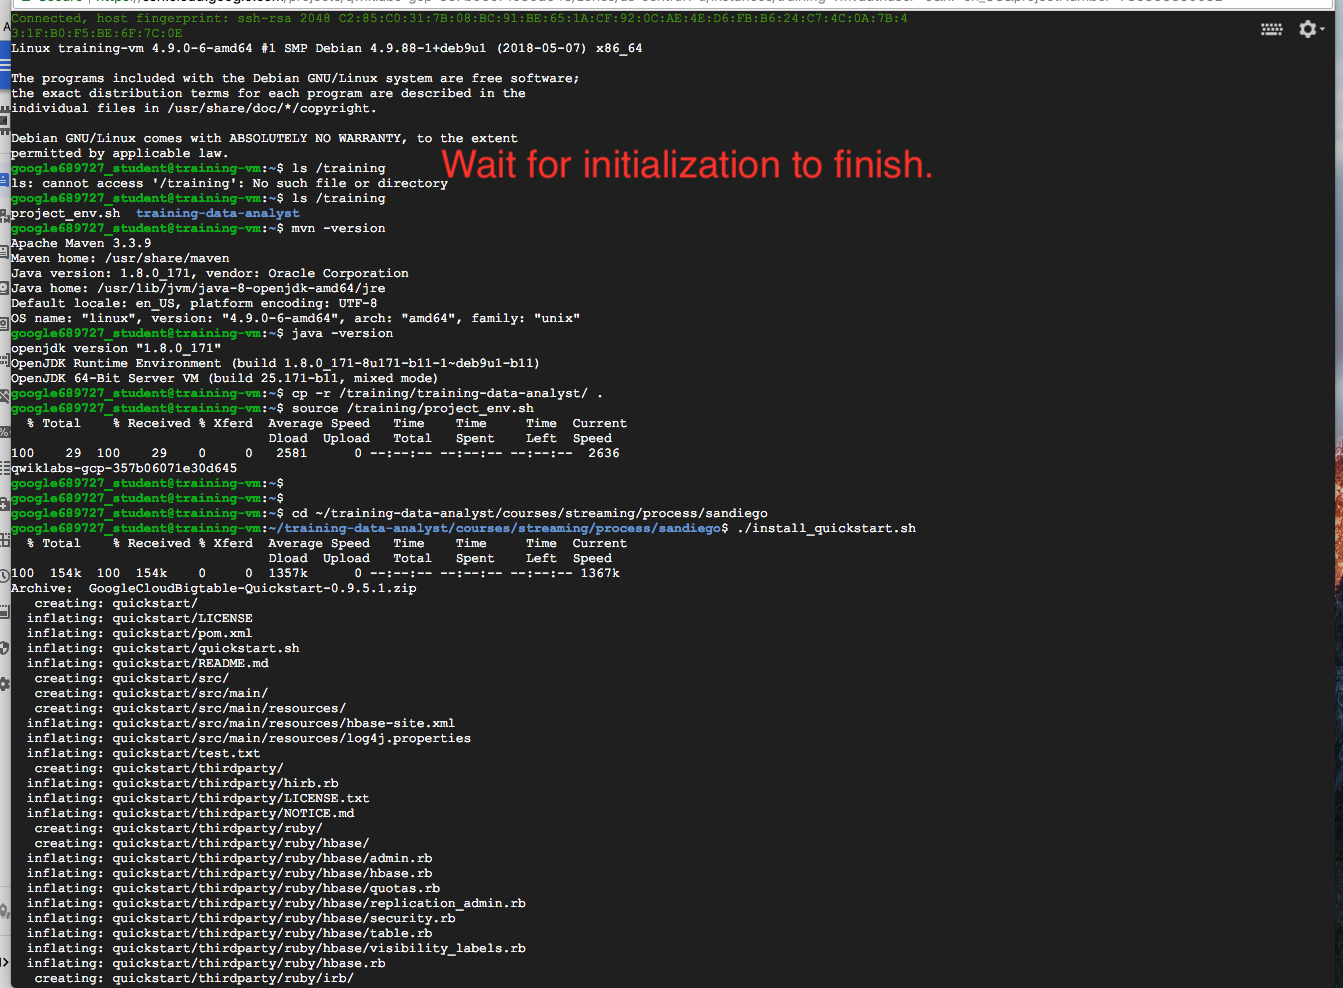 Connected, host fingerprint: ssh-rsa 2048 C2:85:C0:31:7B:08:BC:91:BE:65:1A:CF:92:0C:AE:4E:D6:FB:B6:24:C7:4C:0A:7B:4
3:1F:B0:F5:BE:6F:7C:0E
Linux training-vm 4.9.0-6-amd64 #1 SMP Debian 4.9.88-1+deb9u1 (2018-05-07) x86_64
The programs included with the Debian GNU/Linux system are free software;
the exact distribution terms for each program are described in the
individual files in /usr/share/doc/*/copyright.
Debian GNU/Linux comes with ABSOLUTELY NO WARRANTY, to the extent
permitted by applicable law.
Wait for initialization to finish.
google689727_student@training-vm:~$ ls /training
ls: cannot access '/training': No such file or directory
google689727_student@training-vm:~$ ls /training
project_env.sh  training-data-analyst
google689727_student@training-vm:~$ mvn -version
Apache Maven 3.3.9
Maven home: /usr/share/maven
Java version: 1.8.0_171, vendor: Oracle Corporation
Java home: /usr/lib/jvm/java-8-openjdk-amd64/jre
Default locale: en_US, platform encoding: UTF-8
OS name: "linux", version: "4.9.0-6-amd64", arch: "amd64", family: "unix"
google689727_student@training-vm:~$ java -version
openjdk version "1.8.0_171"
OpenJDK Runtime Environment (build 1.8.0_171-8u171-b11-1~deb9u1-b11)
OpenJDK 64-Bit Server VM (build 25.171-b11, mixed mode)
google689727_student@training-vm:~$ cp -r /training/training-data-analyst/ .
google689727_student@training-vm:~$ source /training/project_env.sh
% Total    % Received % Xferd  Average Speed   Time    Time     Time  Current
Dload  Upload   Total   Spent    Left  Speed
100    29  100    29    0     0   2581      0 --:--:-- --:--:-- --:--:--  2636
qwiklabs-gcp-357b06071e30d645
google689727_student@training-vm:~$
google689727_student@training-vm:~$
google689727_student@training-vm:~$ cd ~/training-data-analyst/courses/streaming/process/sandiego
google689727_student@training-vm:~/training-data-analyst/courses/streaming/process/sandiego$ ./install_quickstart.sh
% Total    % Received % Xferd  Average Speed   Time    Time     Time  Current
Dload  Upload   Total   Spent    Left  Speed
100  154k  100  154k    0     0  1357k      0 --:--:-- --:--:-- --:--:-- 1367k
Archive:  GoogleCloudBigtable-Quickstart-0.9.5.1.zip
creating: quickstart/
inflating: quickstart/LICENSE
inflating: quickstart/pom.xml
inflating: quickstart/quickstart.sh
inflating: quickstart/README.md
creating: quickstart/src/
creating: quickstart/src/main/
creating: quickstart/src/main/resources/
inflating: quickstart/src/main/resources/hbase-site.xml
inflating: quickstart/src/main/resources/log4j.properties
inflating: quickstart/test.txt
creating: quickstart/thirdparty/
inflating: quickstart/thirdparty/hirb.rb
inflating: quickstart/thirdparty/LICENSE.txt
inflating: quickstart/thirdparty/NOTICE.md
creating: quickstart/thirdparty/ruby/
creating: quickstart/thirdparty/ruby/hbase/
inflating: quickstart/thirdparty/ruby/hbase/admin.rb
inflating: quickstart/thirdparty/ruby/hbase/hbase.rb
inflating: quickstart/thirdparty/ruby/hbase/quotas.rb
inflating: quickstart/thirdparty/ruby/hbase/replication_admin.rb
inflating: quickstart/thirdparty/ruby/hbase/security.rb
inflating: quickstart/thirdparty/ruby/hbase/table.rb
inflating: quickstart/thirdparty/ruby/hbase/visibility_labels.rb
inflating: quickstart/thirdparty/ruby/hbase.rb
creating: quickstart/thirdparty/ruby/irb/